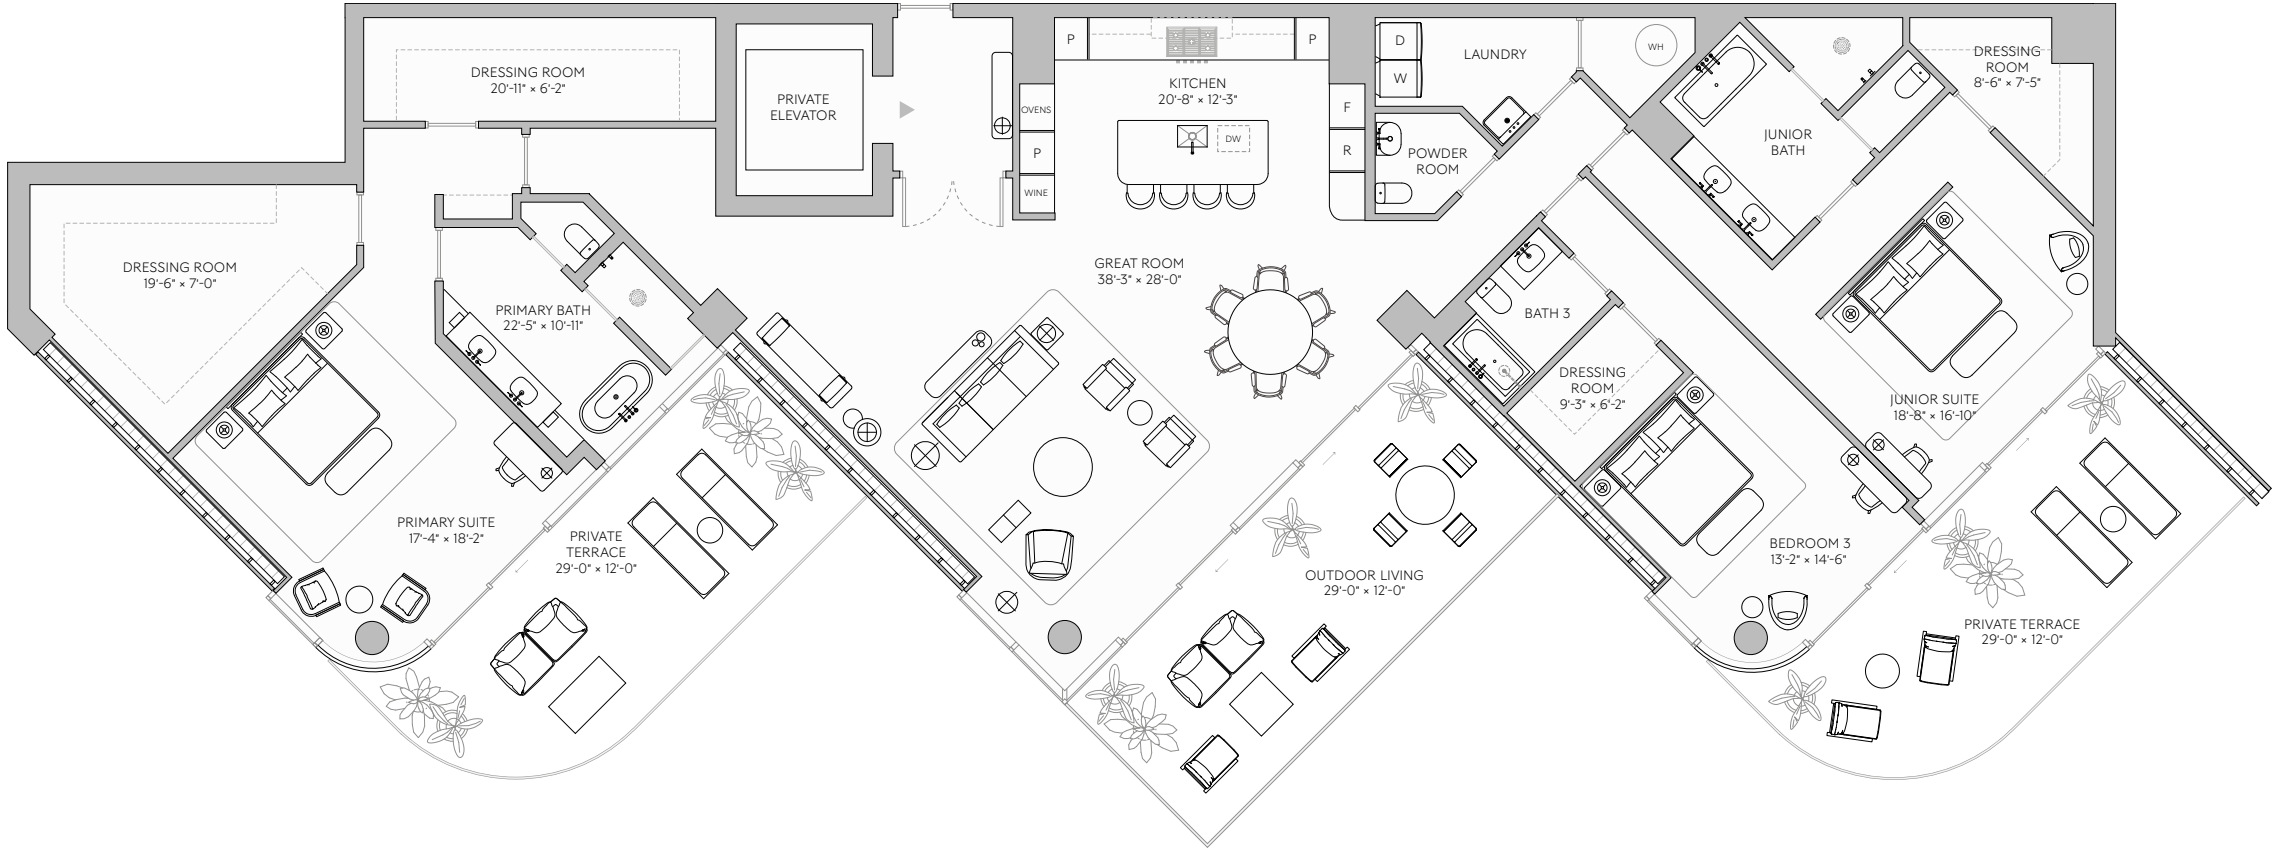 DRESSING ROOM
20'-11" × 6'-2"
PRIVATE
ELEVATOR
OVENS
P
WINE
P
P
KITCHEN
20'-8" × 12'-3"
DW
F
R
D
W
LAUNDRY
WH
POWDER
ROOM
JUNIOR
BATH
DRESSING
ROOM
8'-6" × 7'-5"
DRESSING ROOM
19'-6" × 7'-0"
PRIMARY BATH
22'-5" × 10'-11"
GREAT ROOM
38'-3" × 28'-0"
BATH 3
DRESSING
ROOM
9'-3" × 6'-2"
JUNIOR SUITE
18'-8" × 16'-10"
PRIMARY SUITE
17'-4" × 18'-2"
PRIVATE
TERRACE
29'-0" × 12'-0"
OUTDOOR LIVING
29'-0" × 12'-0"
BEDROOM 3
13'-2" × 14'-6"
PRIVATE TERRACE
29'-0" × 12'-0"